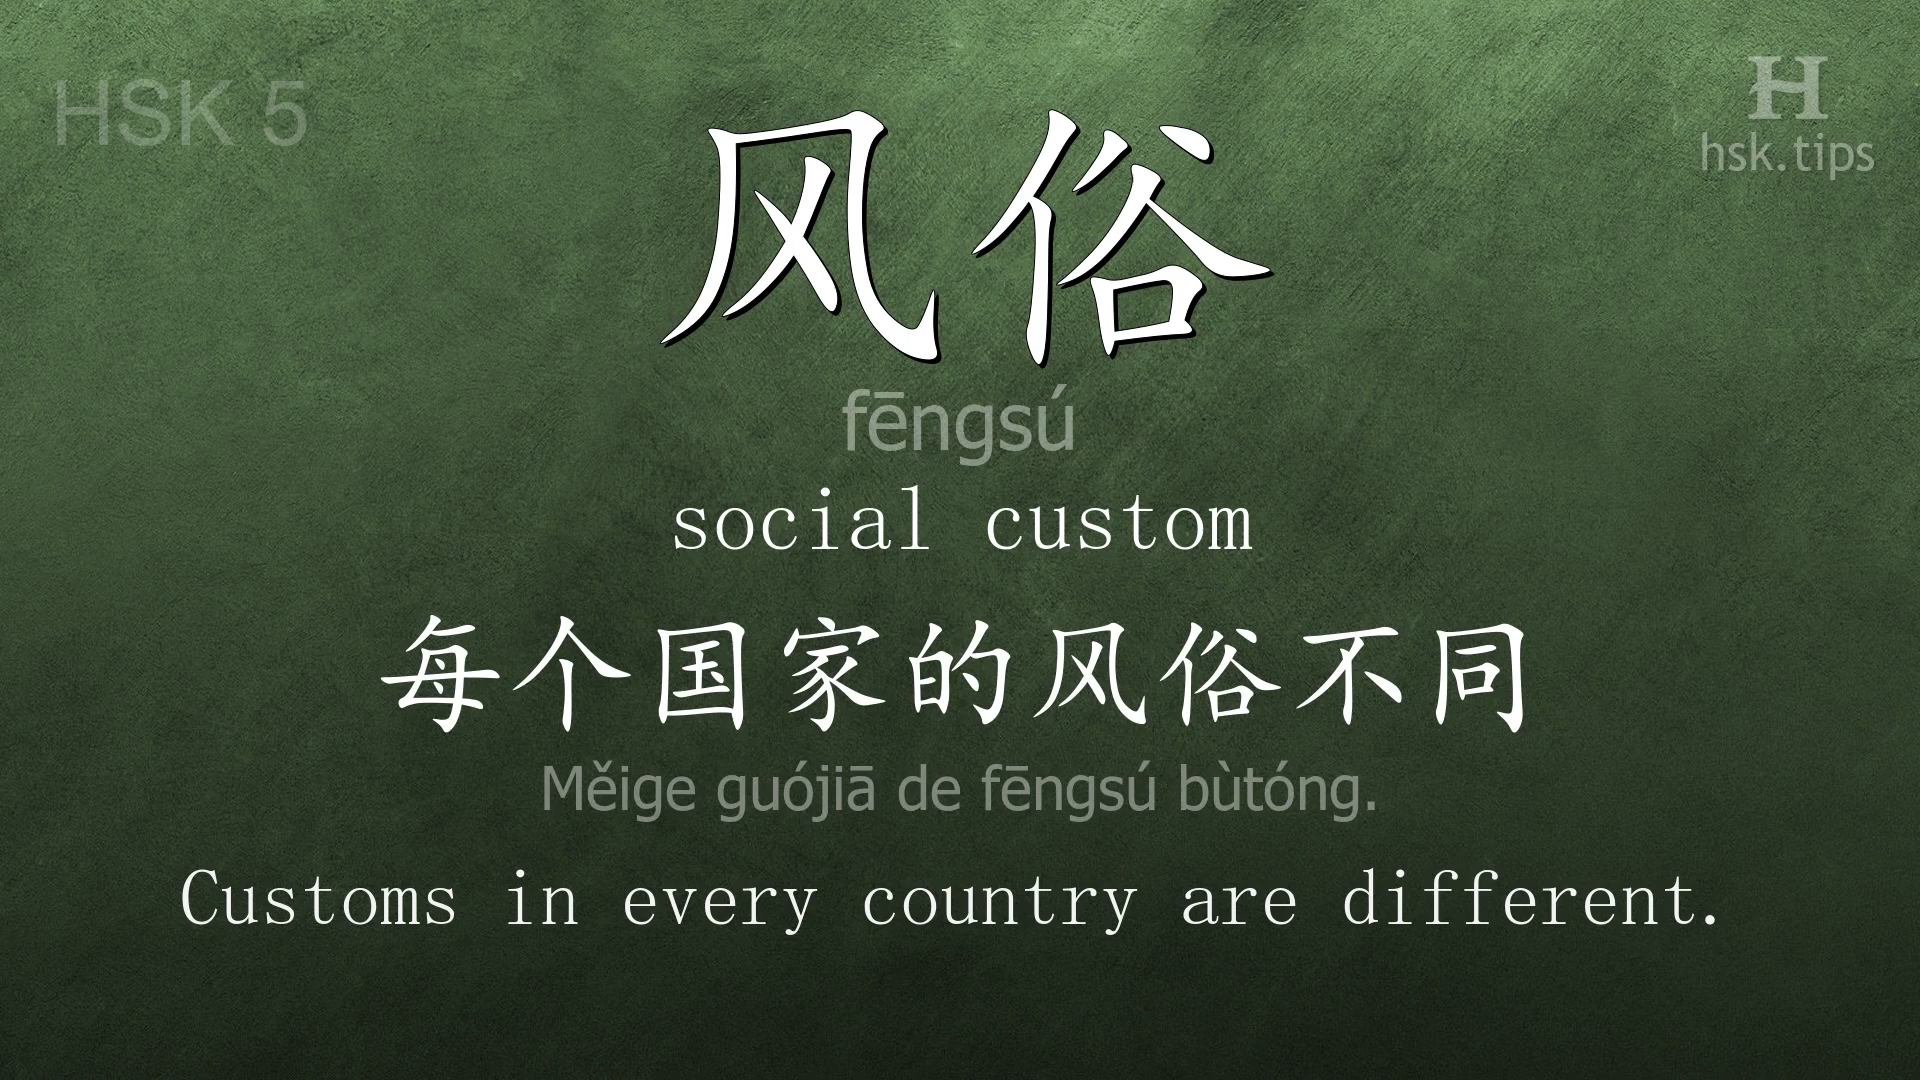 HSK 5
H
hsk.tips
风俗
fēngsú
social custom
每个国家的风俗不同
Měige guójiā de fēngsú bùtóng.
Customs in every country are different.